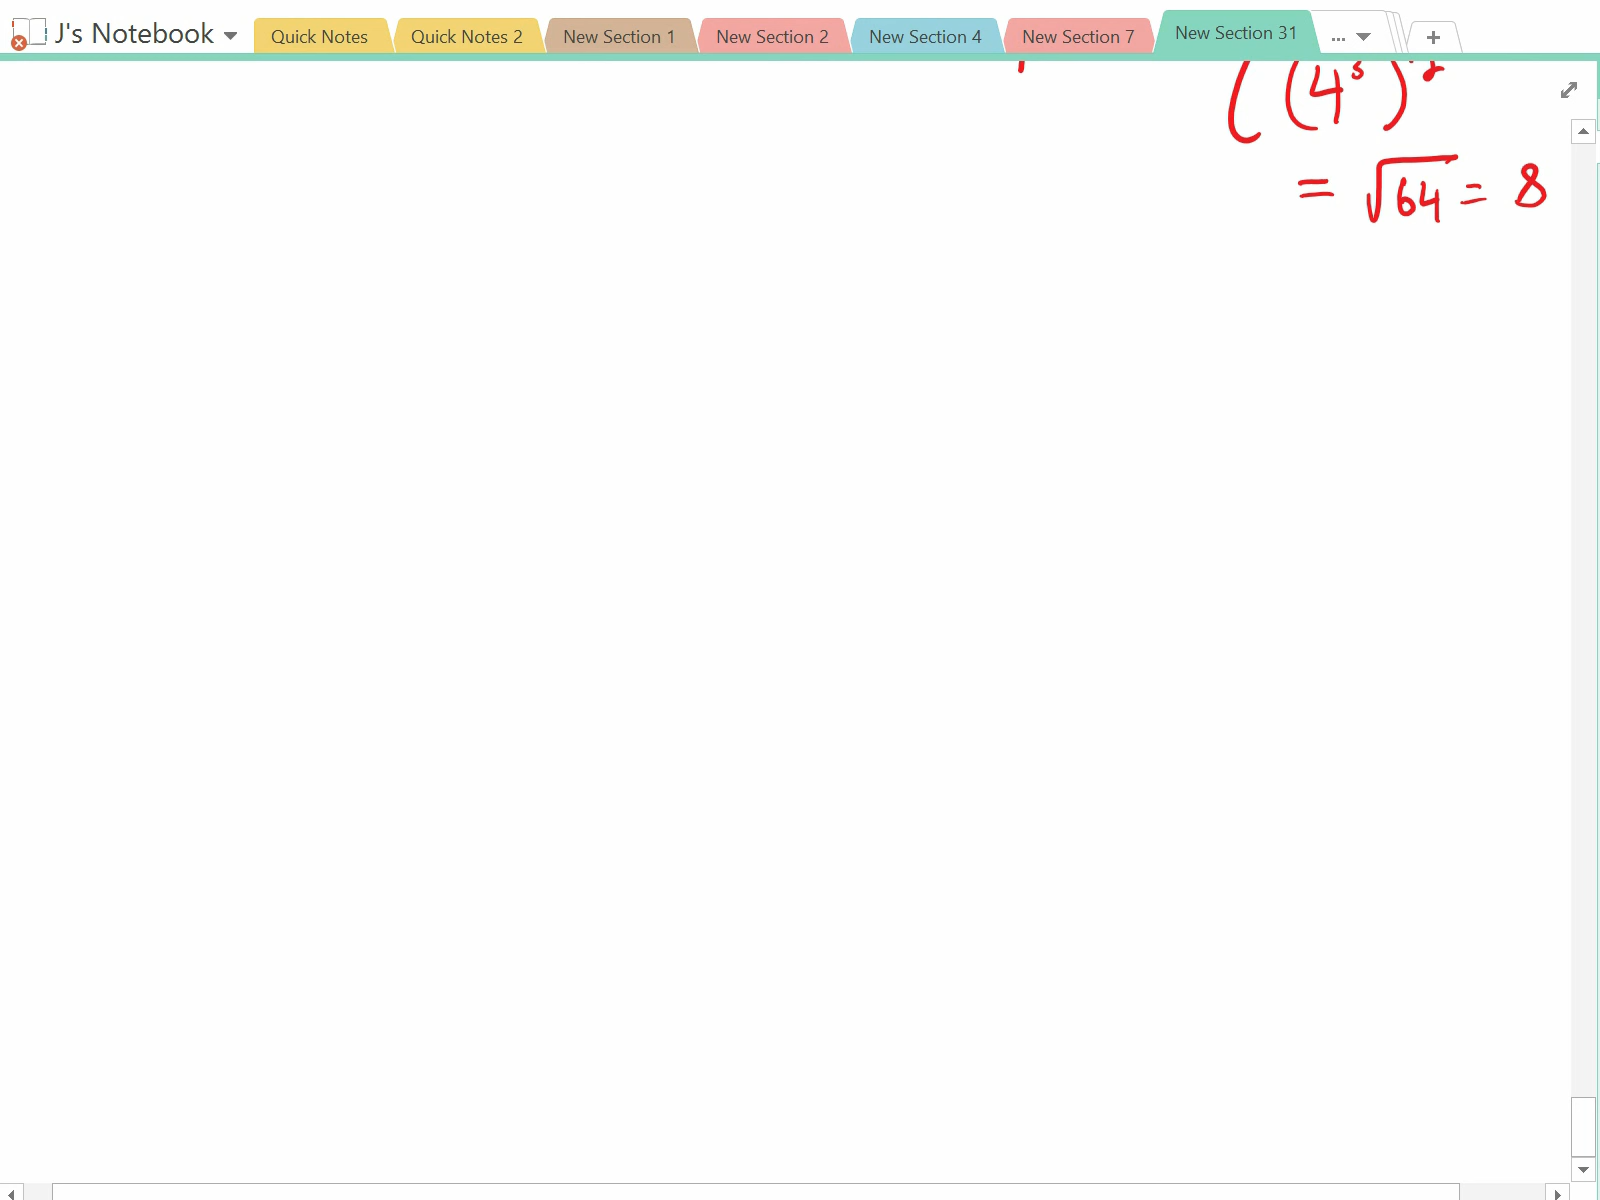 J's Notebook Quick Notes Quick Notes 2 New Section 1 New Section 2 New Section 4 New Section 7 New Section 31 ... +
((4³)
= √64 = 8